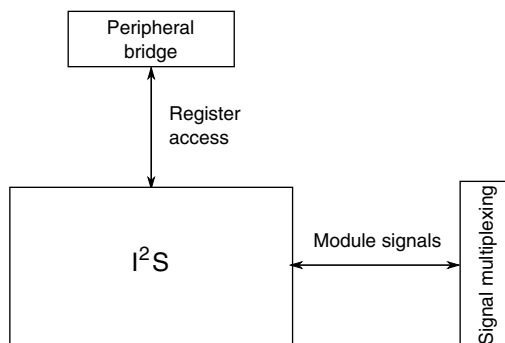 Peripheral
bridge
Register
access
I²S
Module signals
Signal multiplexing